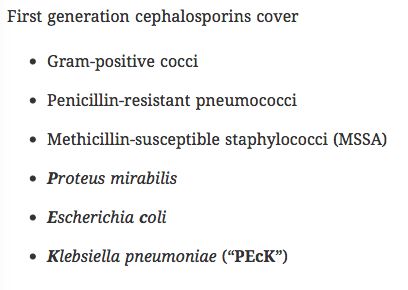 First generation cephalosporins cover
• Gram-positive cocci
• Penicillin-resistant pneumococci
• Methicillin-susceptible staphylococci (MSSA)
• Proteus mirabilis
• Escherichia coli
• Klebsiella pneumoniae (“PEcK”)